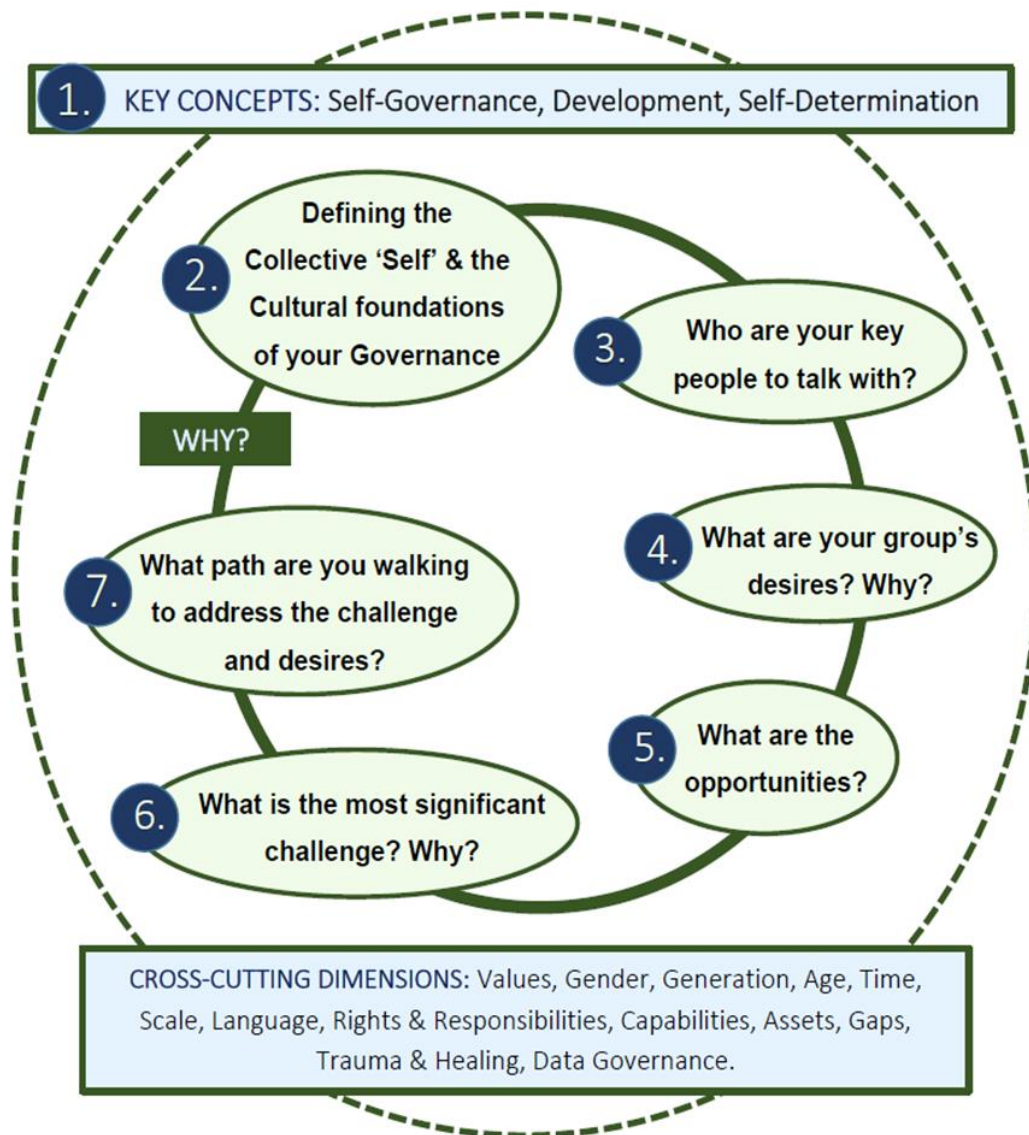 1. KEY CONCEPTS: Self-Governance, Development, Self-Determination
2. Defining the
Collective ‘Self’ & the
Cultural foundations
of your Governance
3. Who are your key
people to talk with?
WHY?
4. What are your group’s
desires? Why?
5. What are the
opportunities?
6. What is the most significant
challenge? Why?
7. What path are you walking
to address the challenge
and desires?
CROSS-CUTTING DIMENSIONS: Values, Gender, Generation, Age, Time,
Scale, Language, Rights & Responsibilities, Capabilities, Assets, Gaps,
Trauma & Healing, Data Governance.